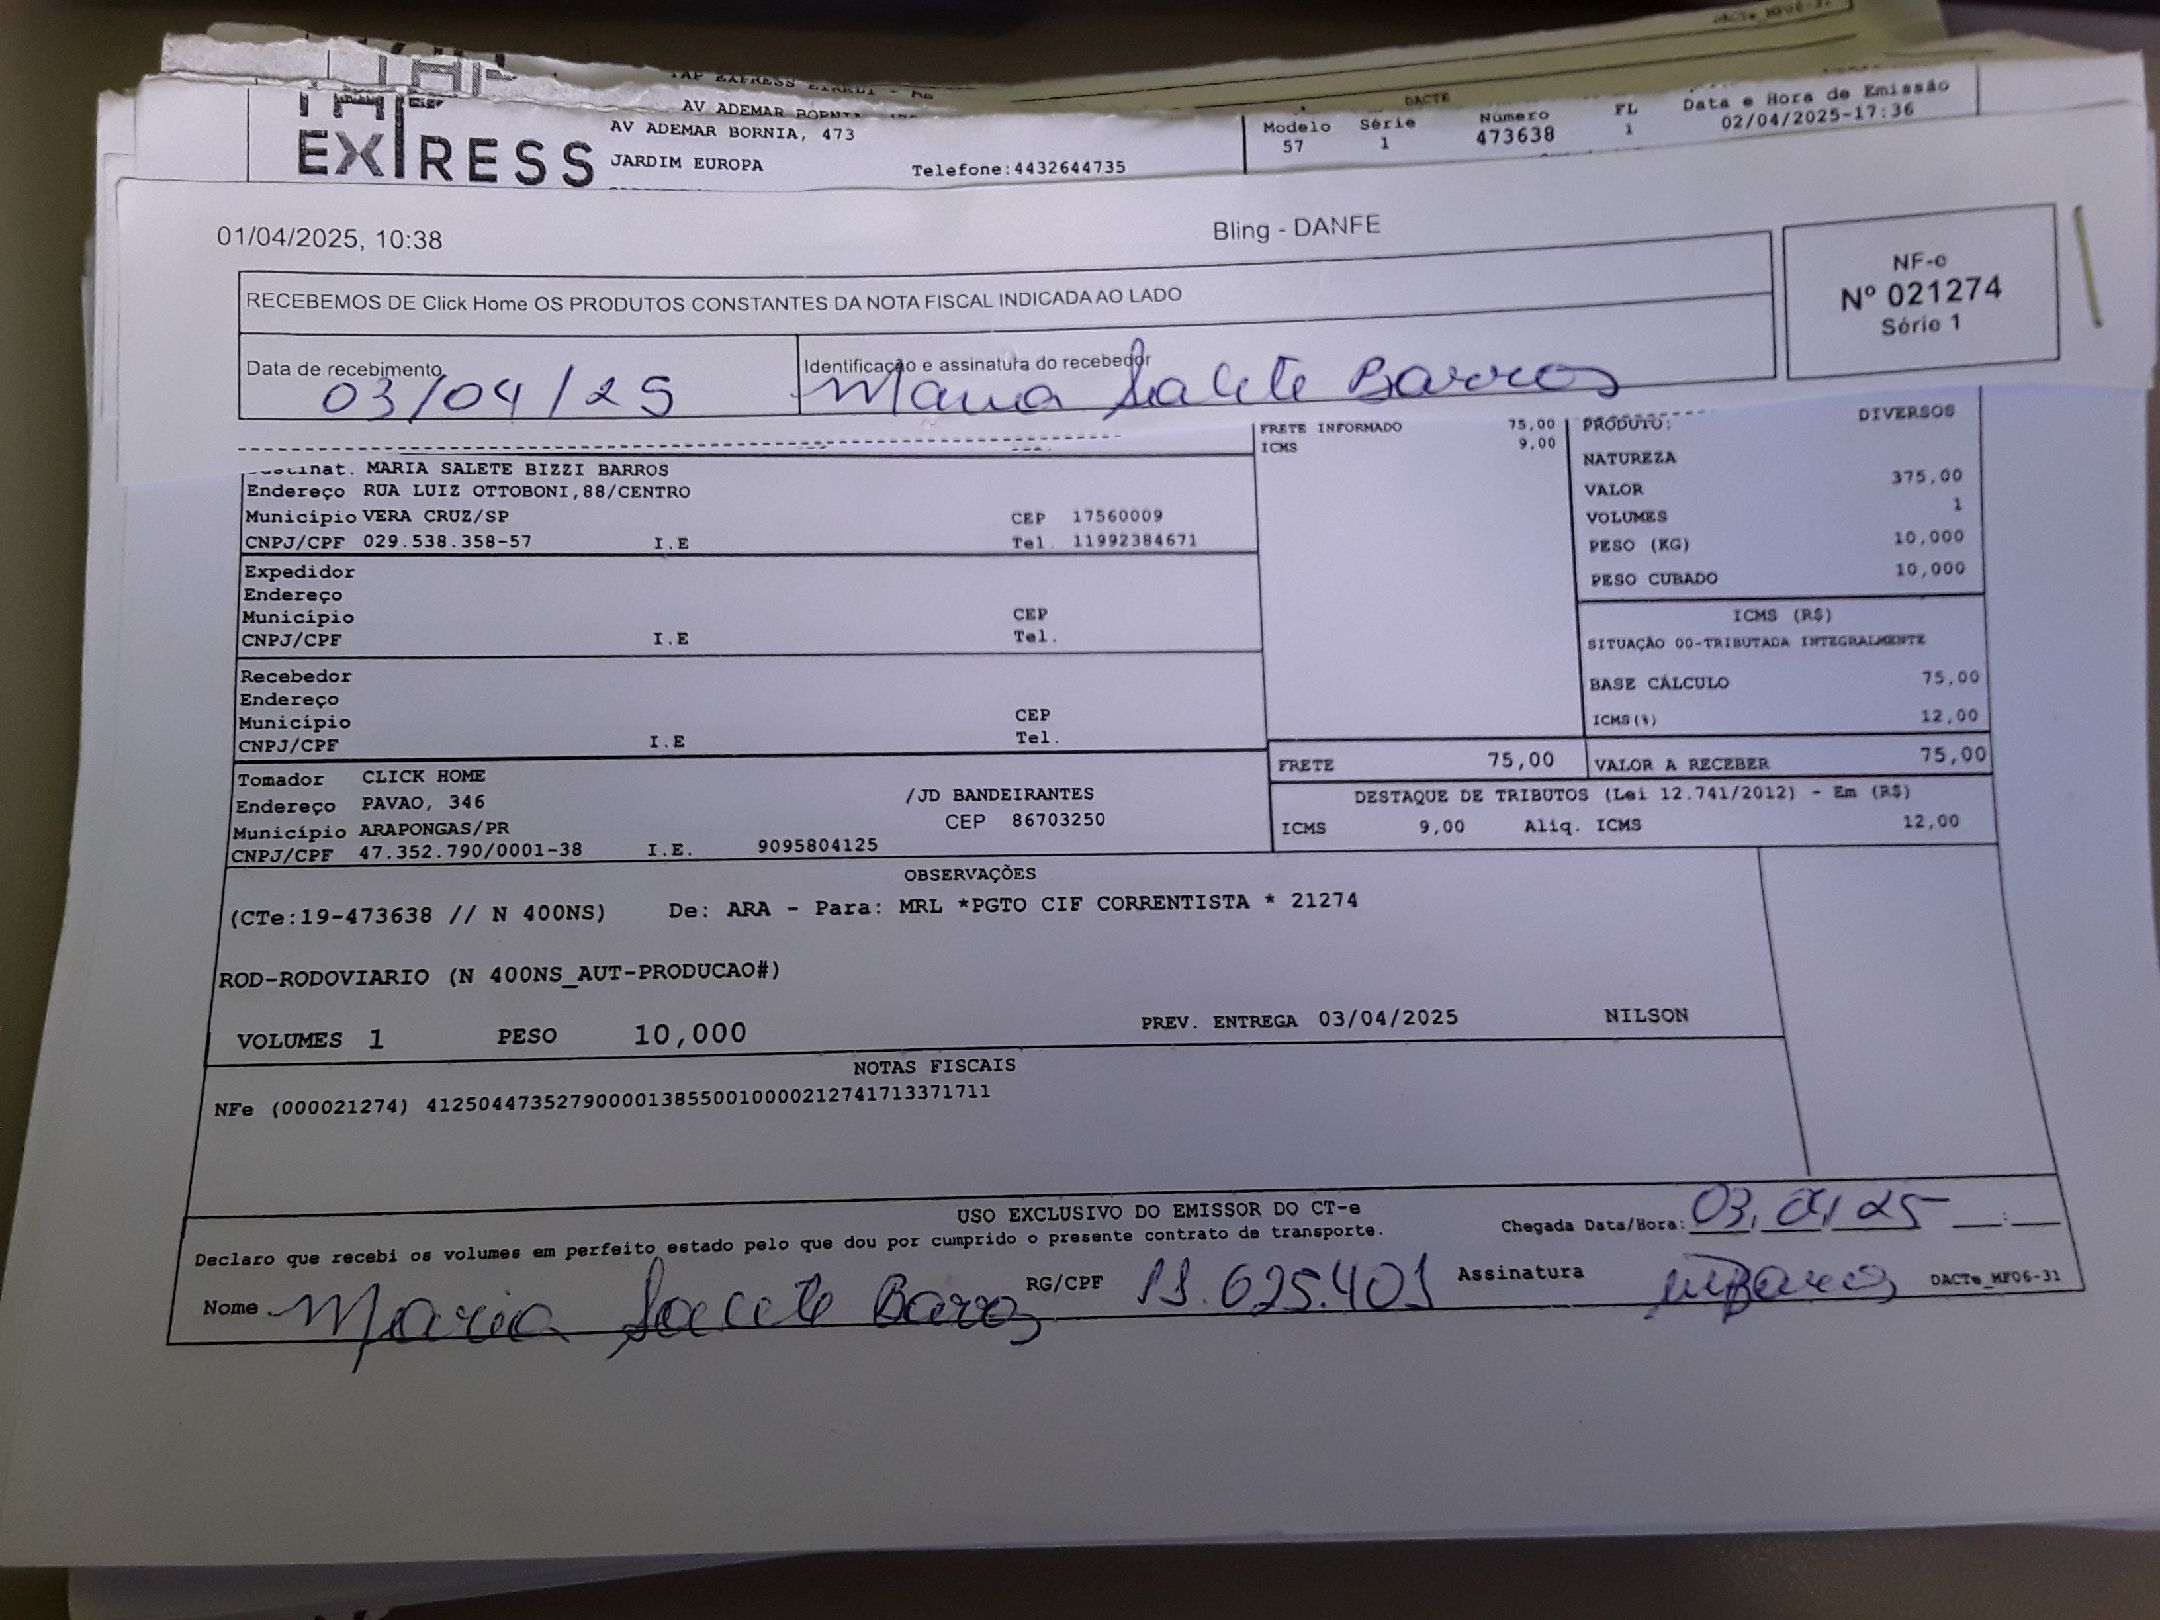 DACTe_MF06-31
TAP EXPRESS EIRELI -
AV ADEMAR BORNIA,
EXPRESS
AV ADEMAR BORNIA, 473
JARDIM EUROPA
Telefone:4432644735
DACTE
Modelo Série Número FL Data e Hora de Emissão
57 1 473638 1 02/04/2025-17:36
01/04/2025, 10:38 Bling - DANFE
RECEBEMOS DE Click Home OS PRODUTOS CONSTANTES DA NOTA FISCAL INDICADA AO LADO
NF-e
Nº 021274
Série 1
Data de recebimento Identificação e assinatura do recebedor
03/04/25 Maria Salete Barros
FRETE INFORMADO 75,00
ICMS 9,00
PRODUTO: DIVERSOS
NATUREZA
VALOR 375,00
VOLUMES 1
PESO (KG) 10,000
PESO CUBADO 10,000
ICMS (R$)
SITUAÇÃO 00-TRIBUTADA INTEGRALMENTE
BASE CÁLCULO 75,00
ICMS(%) 12,00
MARIA SALETE BIZZI BARROS
Endereço RUA LUIZ OTTOBONI,88/CENTRO
Município VERA CRUZ/SP CEP 17560009
CNPJ/CPF 029.538.358-57 I.E Tel. 11992384671
Expedidor
Endereço
Município CEP
CNPJ/CPF I.E Tel.
Recebedor
Endereço
Município CEP
CNPJ/CPF I.E Tel.
FRETE 75,00 VALOR A RECEBER 75,00
Tomador CLICK HOME
Endereço PAVAO, 346 /JD BANDEIRANTES
Município ARAPONGAS/PR CEP 86703250
CNPJ/CPF 47.352.790/0001-38 I.E. 9095804125
DESTAQUE DE TRIBUTOS (Lei 12.741/2012) - Em (R$)
ICMS 9,00 Aliq. ICMS 12,00
OBSERVAÇÕES
(CTe:19-473638 // N 400NS) De: ARA - Para: MRL *PGTO CIF CORRENTISTA * 21274
ROD-RODOVIARIO (N 400NS_AUT-PRODUCAO#)
VOLUMES 1 PESO 10,000 PREV. ENTREGA 03/04/2025 NILSON
NOTAS FISCAIS
NFe (000021274) 41250447352790000138550010000212741713371711
USO EXCLUSIVO DO EMISSOR DO CT-e
Declaro que recebi os volumes em perfeito estado pelo que dou por cumprido o presente contrato de transporte. Chegada Data/Hora: 03, 04, 25 __:__
Nome Maria Salete Barros RG/CPF 11.625.401 Assinatura MBarros DACTe_MF06-31